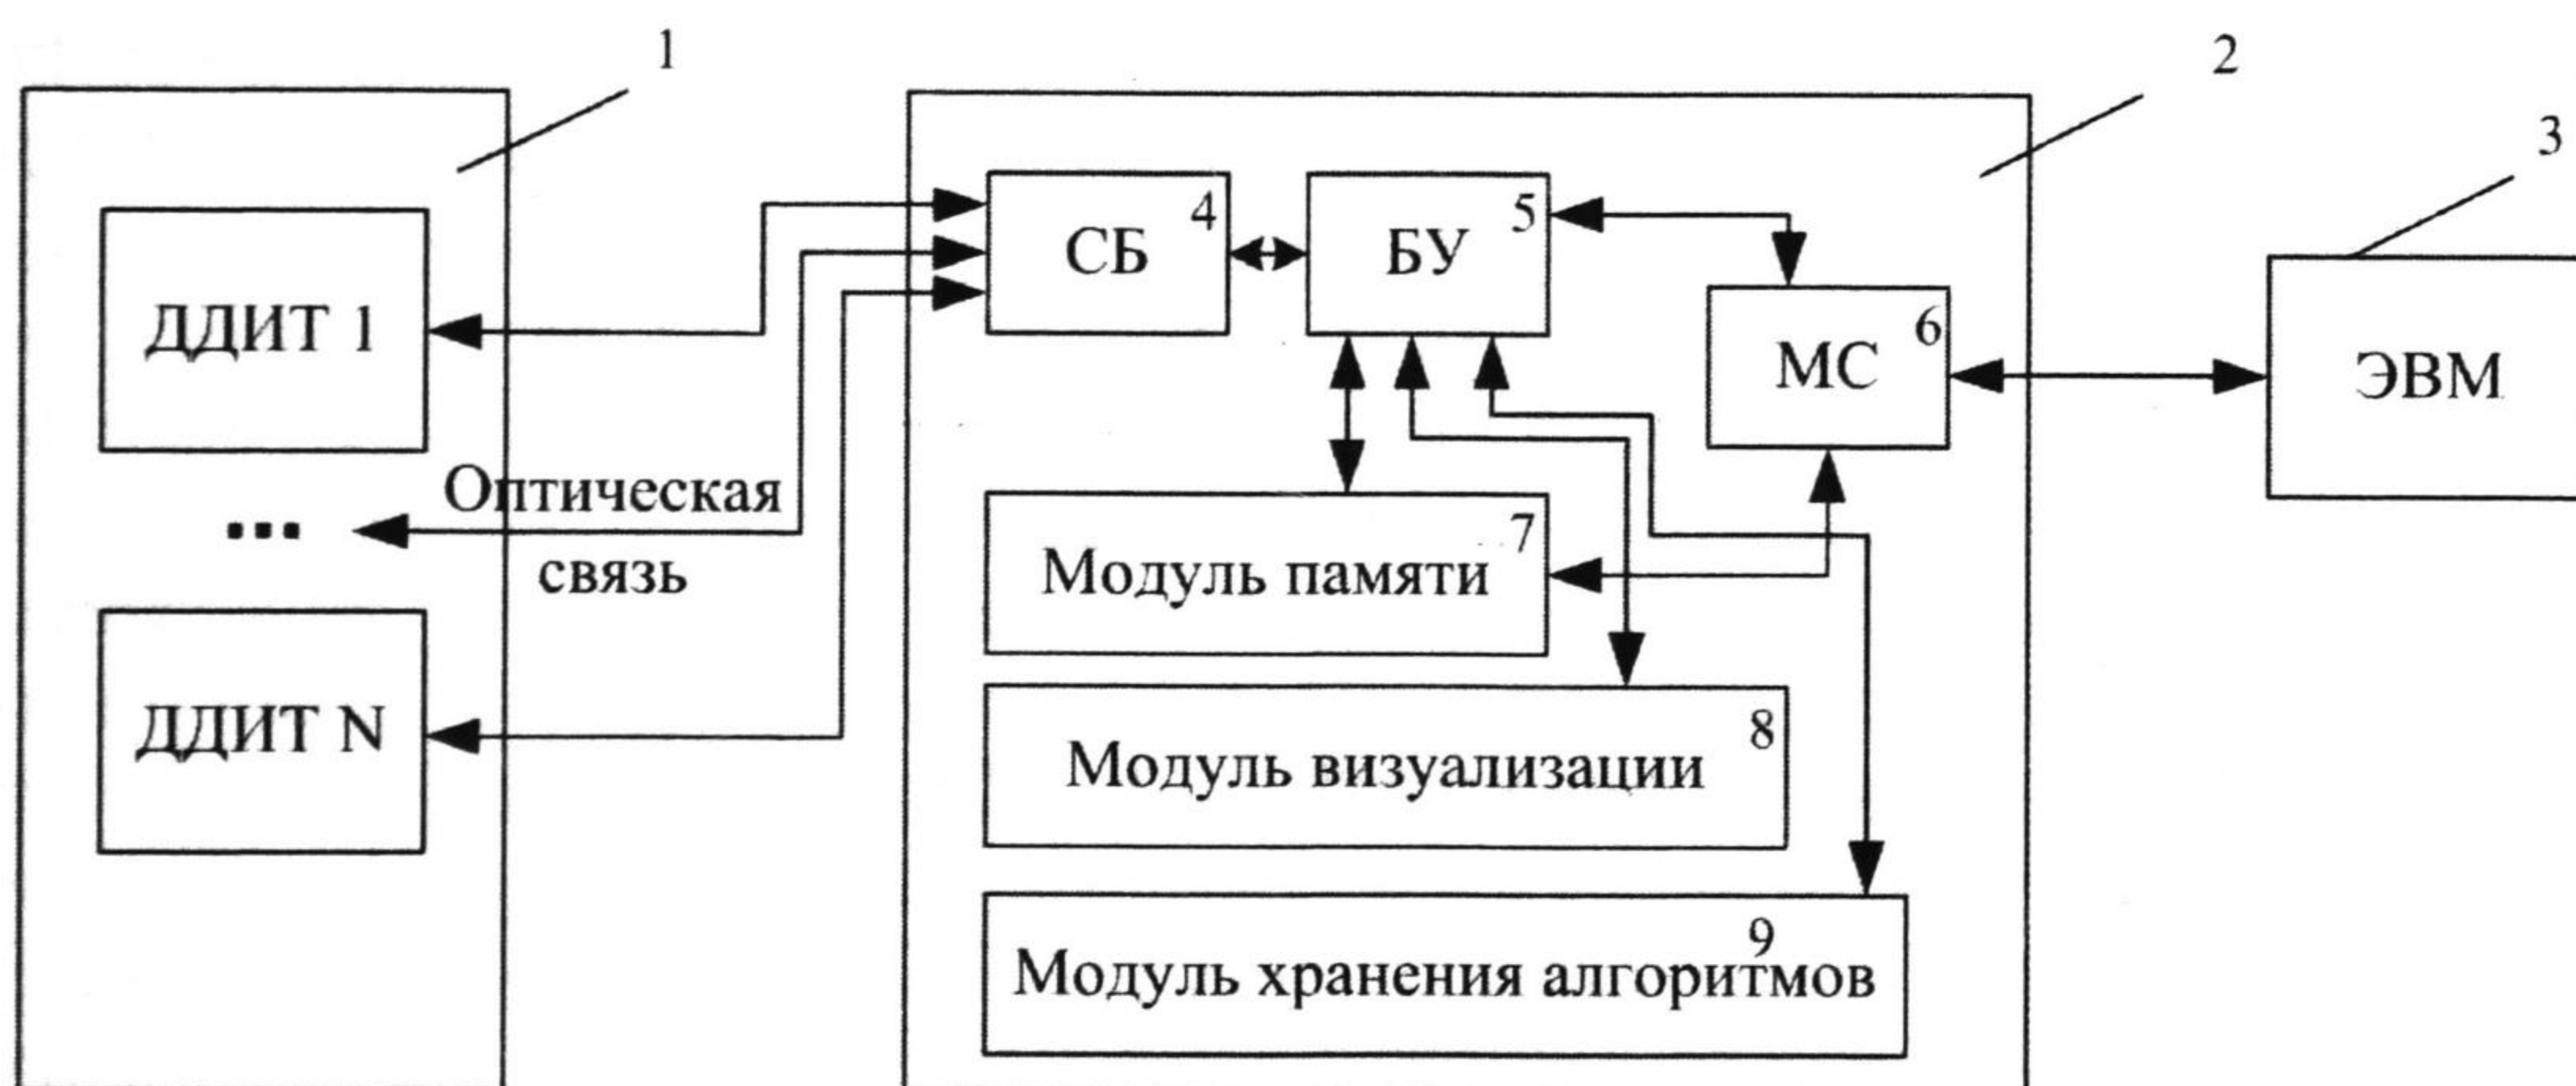 1
2
3
ДДИТ 1
СБ
4
БУ
5
МС
6
ЭВМ
Оптическая
связь
ДДИТ N
Модуль памяти
7
Модуль визуализации
8
Модуль хранения алгоритмов
9